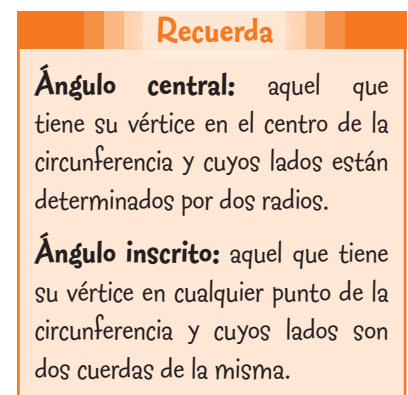 Recuerda
Ángulo central: aquel que
tiene su vértice en el centro de la
circunferencia y cuyos lados están
determinados por dos radios.
Ángulo inscrito: aquel que tiene
su vértice en cualquier punto de la
circunferencia y cuyos lados son
dos cuerdas de la misma.